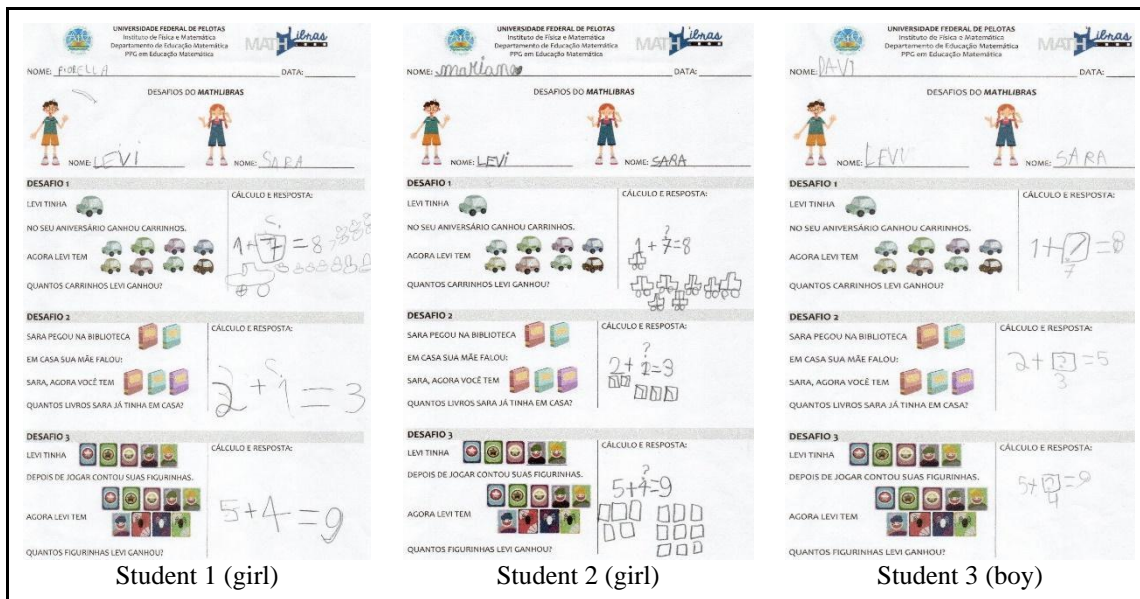 UNIVERSIDADE FEDERAL DE PELOTAS
Instituto de Física e Matemática
Departamento de Educação Matemática
PPG em Educação Matemática
MATH Libras
NOME: FIORELLA DATA:
DESAFIOS DO MATHLIBRAS
NOME: LEVI NOME: SARA
DESAFIO 1
CÁLCULO E RESPOSTA:
LEVI TINHA
NO SEU ANIVERSÁRIO GANHOU CARRINHOS.
1+7=8
AGORA LEVI TEM
QUANTOS CARRINHOS LEVI GANHOU?
DESAFIO 2
CÁLCULO E RESPOSTA:
SARA PEGOU NA BIBLIOTECA
EM CASA SUA MÃE FALOU:
2+1=3
SARA, AGORA VOCÊ TEM
QUANTOS LIVROS SARA JÁ TINHA EM CASA?
DESAFIO 3
CÁLCULO E RESPOSTA:
LEVI TINHA
DEPOIS DE JOGAR CONTOU SUAS FIGURINHAS.
5+4=9
AGORA LEVI TEM
QUANTOS FIGURINHAS LEVI GANHOU?
Student 1 (girl)
UNIVERSIDADE FEDERAL DE PELOTAS
Instituto de Física e Matemática
Departamento de Educação Matemática
PPG em Educação Matemática
MATH Libras
NOME: mariana DATA:
DESAFIOS DO MATHLIBRAS
NOME: LEVi NOME: SARA
DESAFIO 1
CÁLCULO E RESPOSTA:
LEVI TINHA
NO SEU ANIVERSÁRIO GANHOU CARRINHOS.
?
1+7=8
AGORA LEVI TEM
QUANTOS CARRINHOS LEVI GANHOU?
DESAFIO 2
CÁLCULO E RESPOSTA:
SARA PEGOU NA BIBLIOTECA
?
EM CASA SUA MÃE FALOU:
2+1=3
SARA, AGORA VOCÊ TEM
QUANTOS LIVROS SARA JÁ TINHA EM CASA?
DESAFIO 3
CÁLCULO E RESPOSTA:
LEVI TINHA
DEPOIS DE JOGAR CONTOU SUAS FIGURINHAS.
?
5+4=9
AGORA LEVI TEM
QUANTOS FIGURINHAS LEVI GANHOU?
Student 2 (girl)
UNIVERSIDADE FEDERAL DE PELOTAS
Instituto de Física e Matemática
Departamento de Educação Matemática
PPG em Educação Matemática
MATH Libras
NOME: DAVI DATA:
DESAFIOS DO MATHLIBRAS
NOME: LEVI NOME: SARA
DESAFIO 1
CÁLCULO E RESPOSTA:
LEVI TINHA
NO SEU ANIVERSÁRIO GANHOU CARRINHOS.
1+?=8
7
AGORA LEVI TEM
QUANTOS CARRINHOS LEVI GANHOU?
DESAFIO 2
CÁLCULO E RESPOSTA:
SARA PEGOU NA BIBLIOTECA
EM CASA SUA MÃE FALOU:
2+?=5
3
SARA, AGORA VOCÊ TEM
QUANTOS LIVROS SARA JÁ TINHA EM CASA?
DESAFIO 3
CÁLCULO E RESPOSTA:
LEVI TINHA
DEPOIS DE JOGAR CONTOU SUAS FIGURINHAS.
5+?=9
4
AGORA LEVI TEM
QUANTOS FIGURINHAS LEVI GANHOU?
Student 3 (boy)